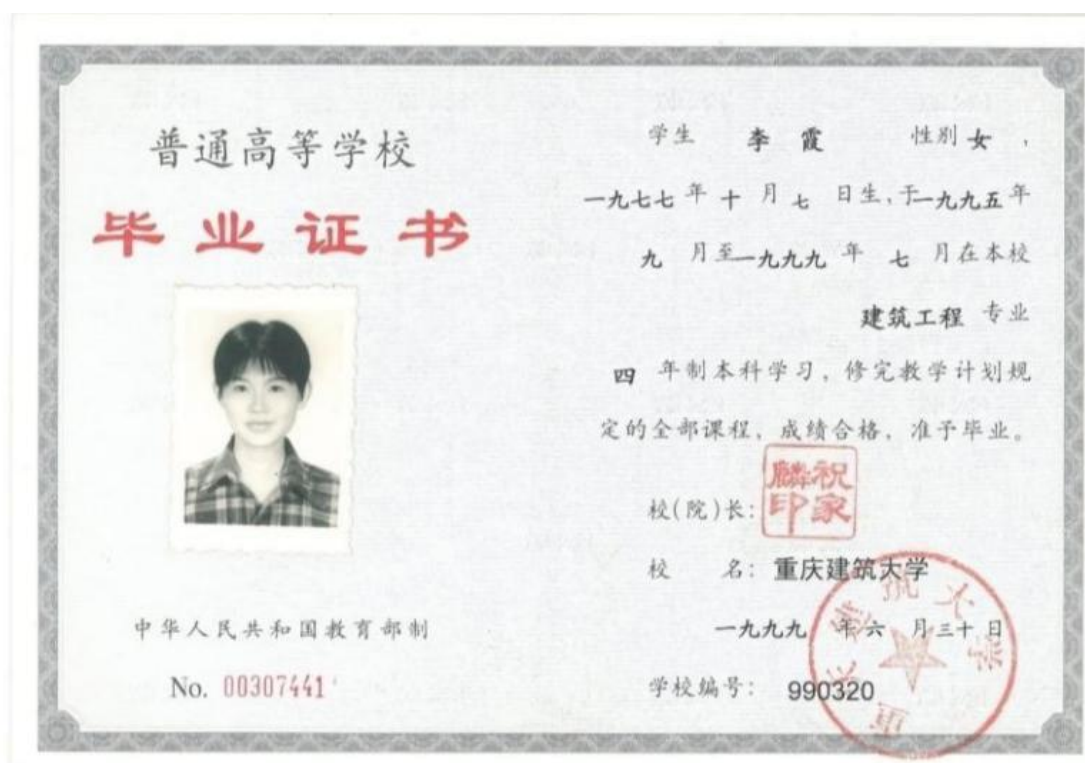 普通高等学校
毕业证书
中华人民共和国教育部制
No. 00307441
学生 李霞 性别 女，
一九七七 年 十 月 七 日生，于一九九五年
九 月至一九九九 年 七 月在本校
建筑工程 专业
四 年制本科学习，修完教学计划规
定的全部课程，成绩合格，准予毕业。
校(院)长：
祝家麟印
校 名：重庆建筑大学
一九九九 年六 月三十日
学校编号：990320
重庆建筑大学